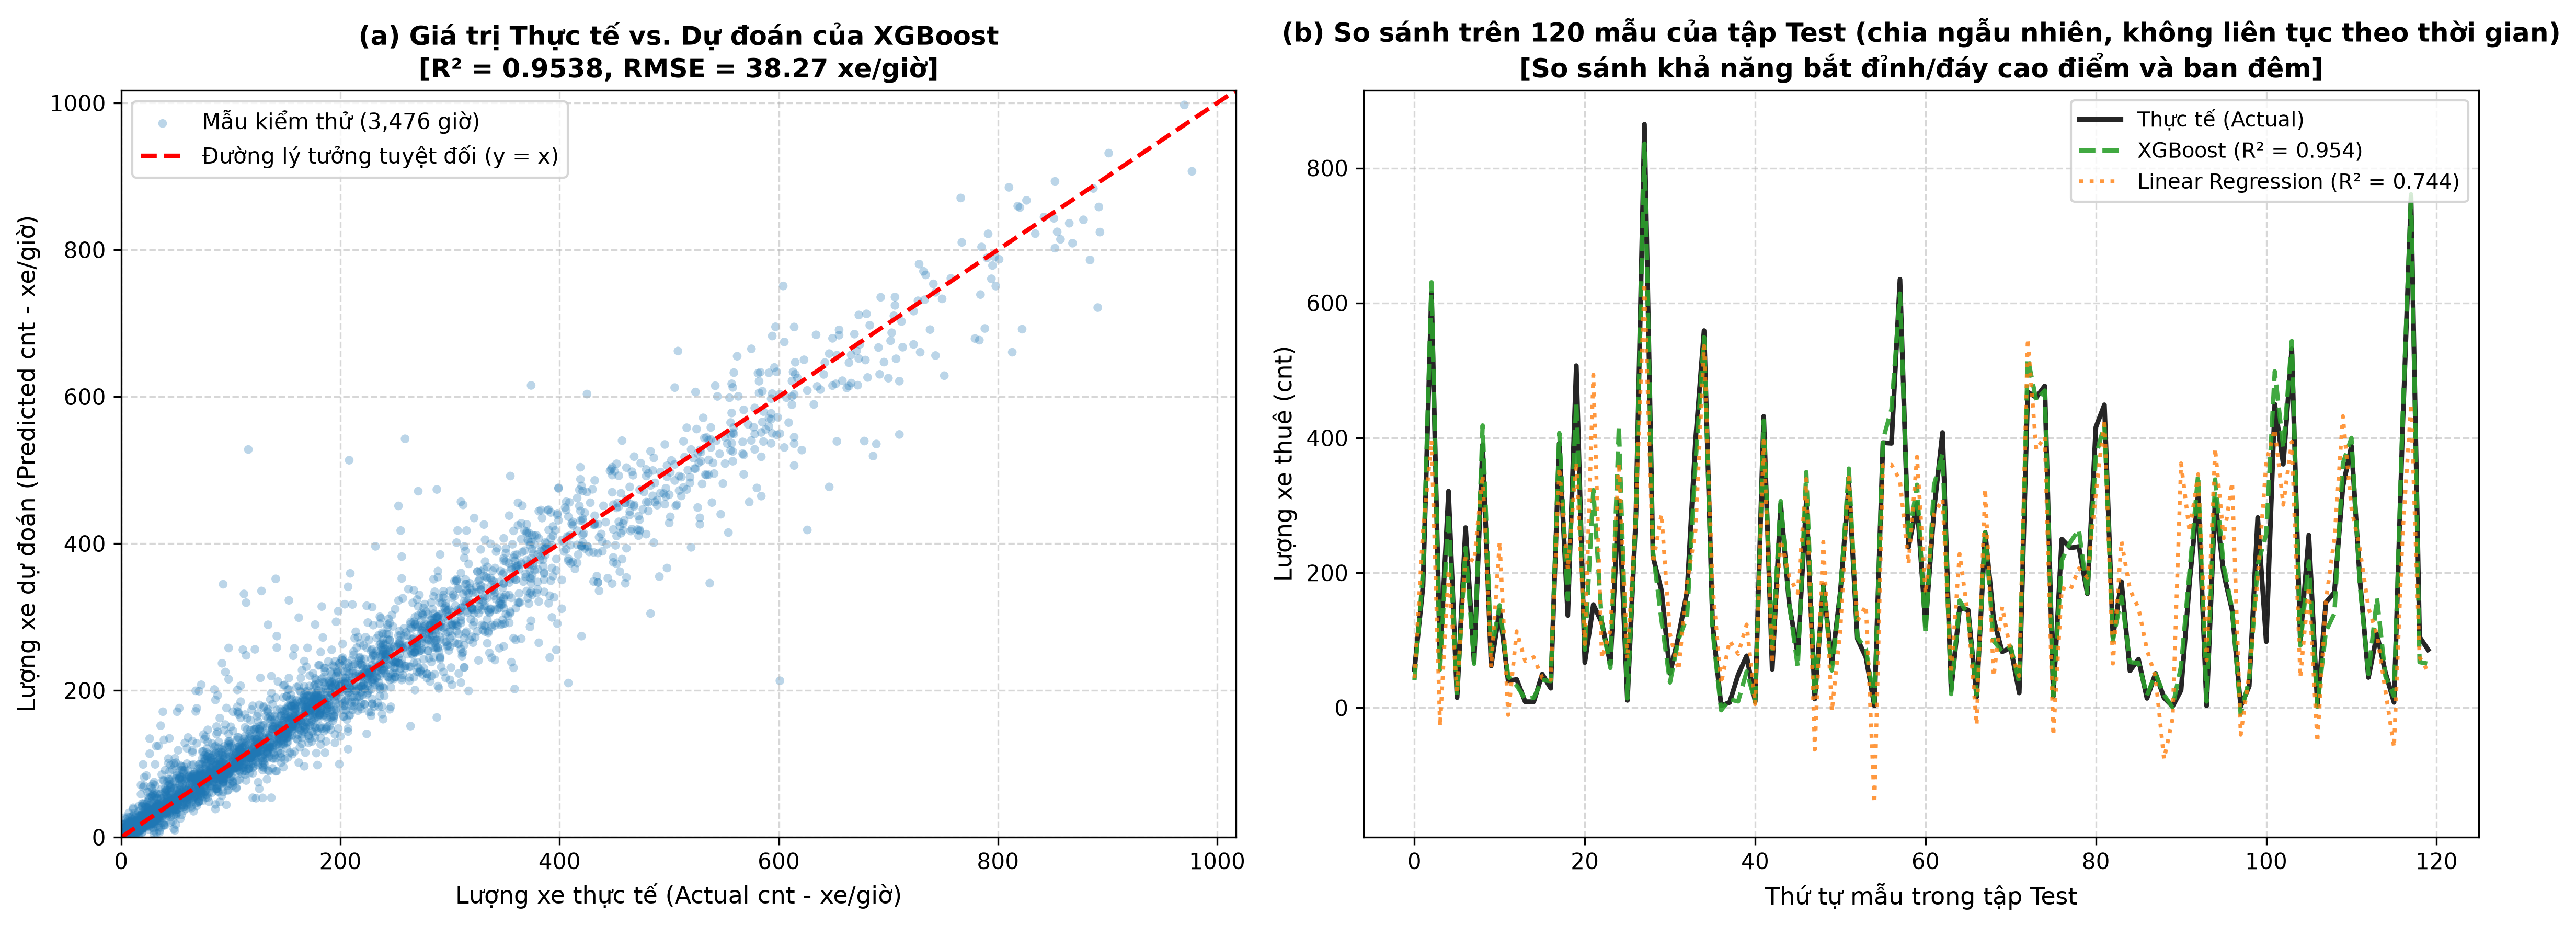 (a) Giá trị Thực tế vs. Dự đoán của XGBoost
[R² = 0.9538, RMSE = 38.27 xe/giờ]
Mẫu kiểm thử (3,476 giờ)
Đường lý tưởng tuyệt đối (y = x)
Lượng xe dự đoán (Predicted cnt - xe/giờ)
1000
800
600
400
200
0
0 200 400 600 800 1000
Lượng xe thực tế (Actual cnt - xe/giờ)
(b) So sánh trên 120 mẫu của tập Test (chia ngẫu nhiên, không liên tục theo thời gian)
[So sánh khả năng bắt đỉnh/đáy cao điểm và ban đêm]
Thực tế (Actual)
XGBoost (R² = 0.954)
Linear Regression (R² = 0.744)
Lượng xe thuê (cnt)
800
600
400
200
0
0 20 40 60 80 100 120
Thứ tự mẫu trong tập Test